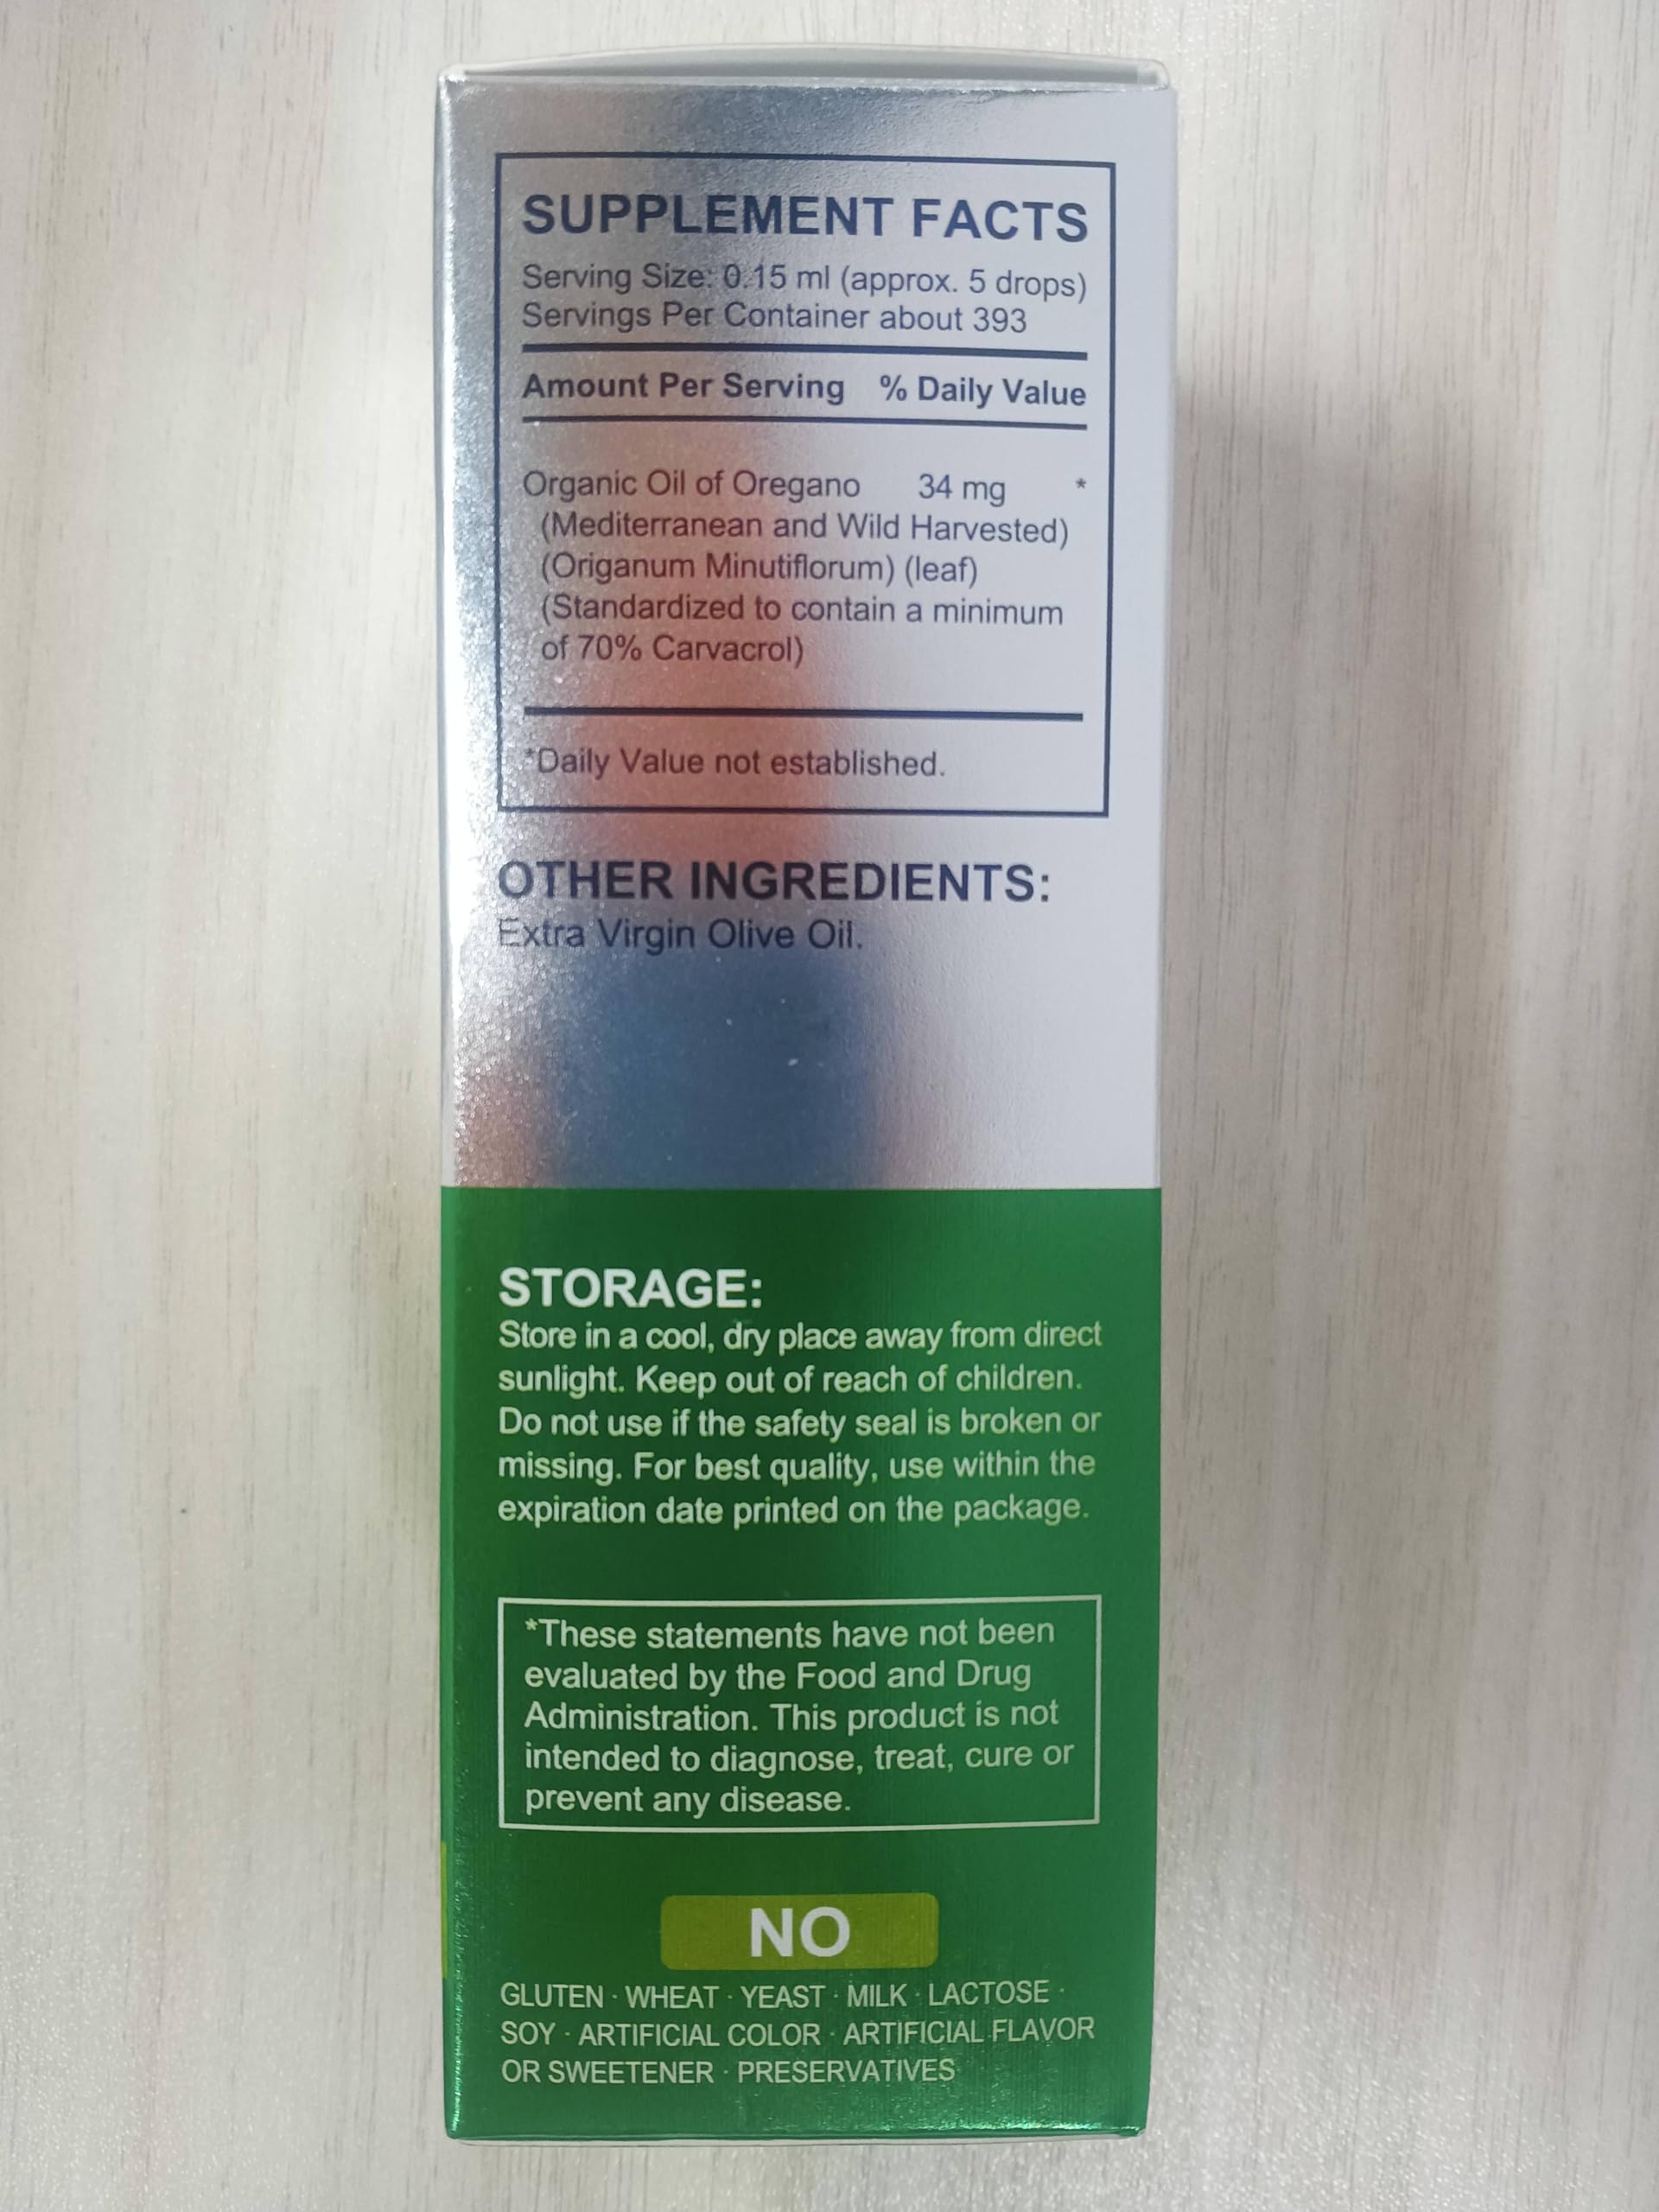 SUPPLEMENT FACTS
Serving Size: 0.15 ml (approx. 5 drops)
Servings Per Container about 393
Amount Per Serving % Daily Value
Organic Oil of Oregano 34 mg *
(Mediterranean and Wild Harvested)
(Origanum Minutiflorum) (leaf)
(Standardized to contain a minimum
of 70% Carvacrol)
*Daily Value not established.
OTHER INGREDIENTS:
Extra Virgin Olive Oil.
STORAGE:
Store in a cool, dry place away from direct
sunlight. Keep out of reach of children.
Do not use if the safety seal is broken or
missing. For best quality, use within the
expiration date printed on the package.
*These statements have not been
evaluated by the Food and Drug
Administration. This product is not
intended to diagnose, treat, cure or
prevent any disease.
NO
GLUTEN · WHEAT · YEAST · MILK · LACTOSE ·
SOY · ARTIFICIAL COLOR · ARTIFICIAL FLAVOR
OR SWEETENER · PRESERVATIVES